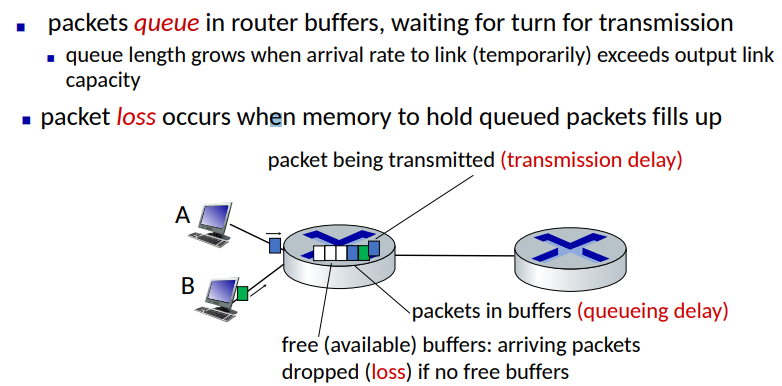 packets queue in router buffers, waiting for turn for transmission
queue length grows when arrival rate to link (temporarily) exceeds output link
capacity
packet loss occurs when memory to hold queued packets fills up
packet being transmitted (transmission delay)
A
B
packets in buffers (queueing delay)
free (available) buffers: arriving packets
dropped (loss) if no free buffers